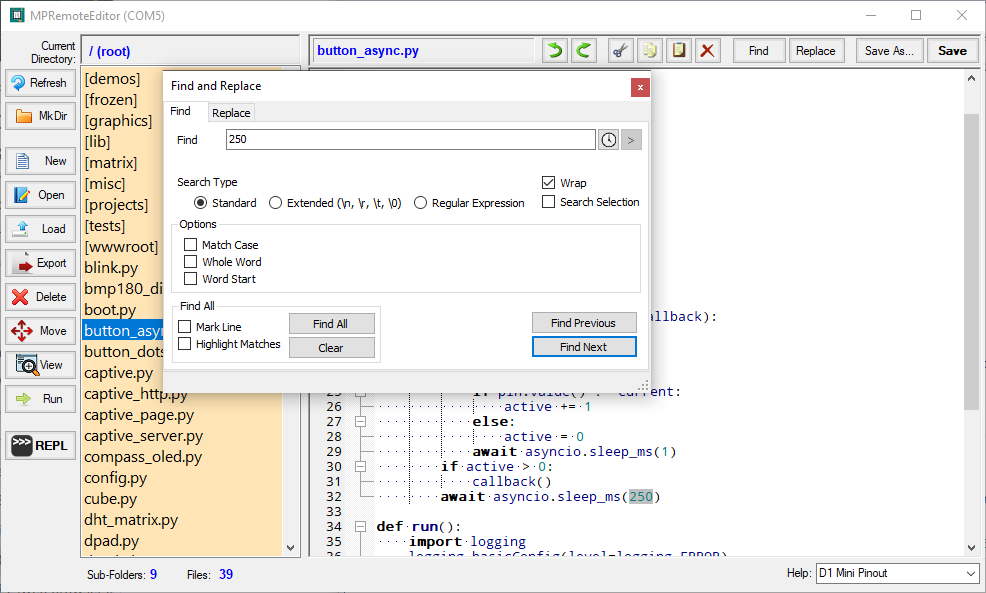 MPRemoteEditor (COM5)
Current
Directory:
/ (root)
button_async.py
Find
Replace
Save As...
Save
Refresh
MkDir
New
Open
Load
Export
Delete
Move
View
Run
REPL
[demos]
[frozen]
[graphics]
[lib]
[matrix]
[misc]
[projects]
[tests]
[wwwroot]
blink.py
bmp180_di
boot.py
button_asyn
button_dots
captive.py
captive_http.py
captive_page.py
captive_server.py
compass_oled.py
config.py
cube.py
dht_matrix.py
dpad.py
Find and Replace
x
Find
Replace
Find
250
>
Search Type
Wrap
Standard
Extended (\n, \r, \t, \0)
Regular Expression
Search Selection
Options
Match Case
Whole Word
Word Start
Find All
Mark Line
Highlight Matches
Find All
Clear
Find Previous
Find Next
allback):
26 active += 1
27 else:
28 active = 0
29 await asyncio.sleep_ms(1)
30 if active > 0:
31 callback()
32 await asyncio.sleep_ms(250)
33
34 def run():
35 import logging
36 logging.basicConfig(level=logging.ERROR)
Sub-Folders: 9
Files: 39
Help:
D1 Mini Pinout